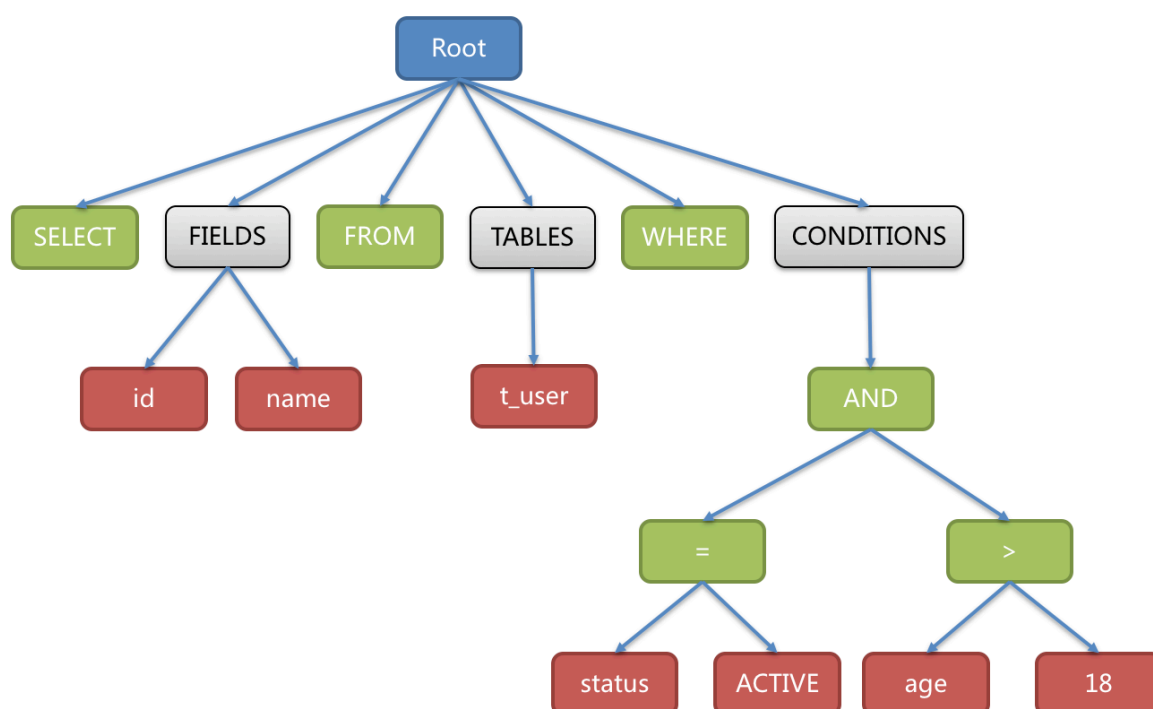 Root
SELECT
FIELDS
FROM
TABLES
WHERE
CONDITIONS
id
name
t_user
AND
=
>
status
ACTIVE
age
18